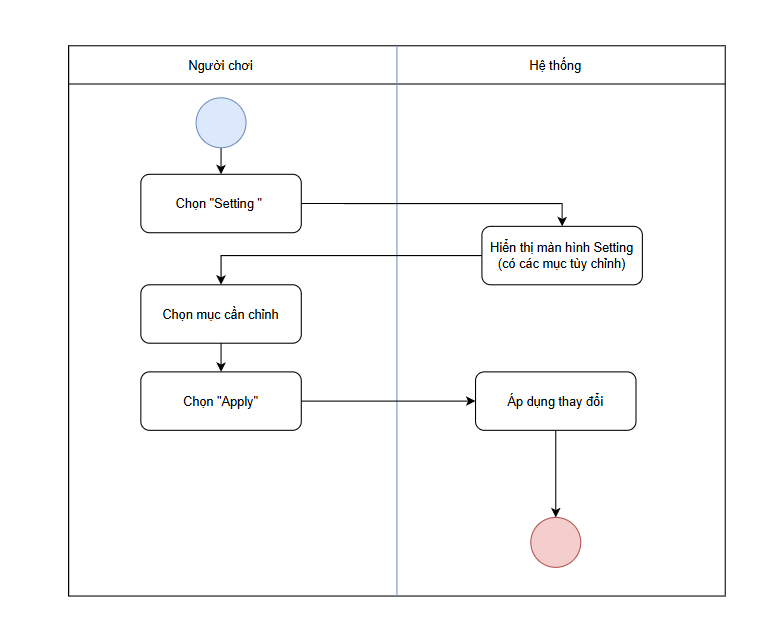 Người chơi
Hệ thống
Chọn "Setting "
Hiển thị màn hình Setting
(có các mục tùy chỉnh)
Chọn mục cần chỉnh
Chọn "Apply"
Áp dụng thay đổi